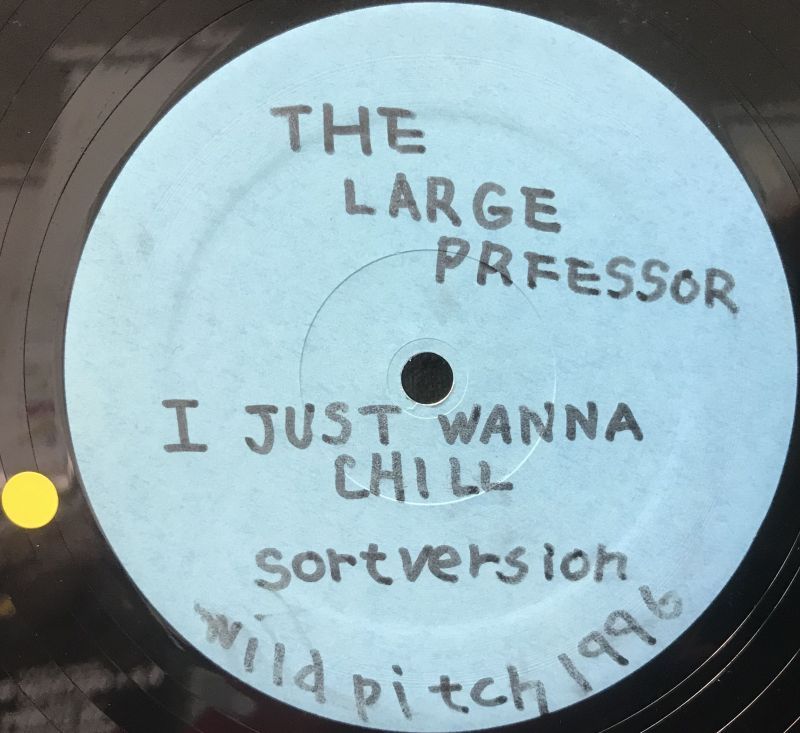 THE
LARGE
PRFESSOR
I JUST WANNA
CHILL
sortversion
wild pitch 1996